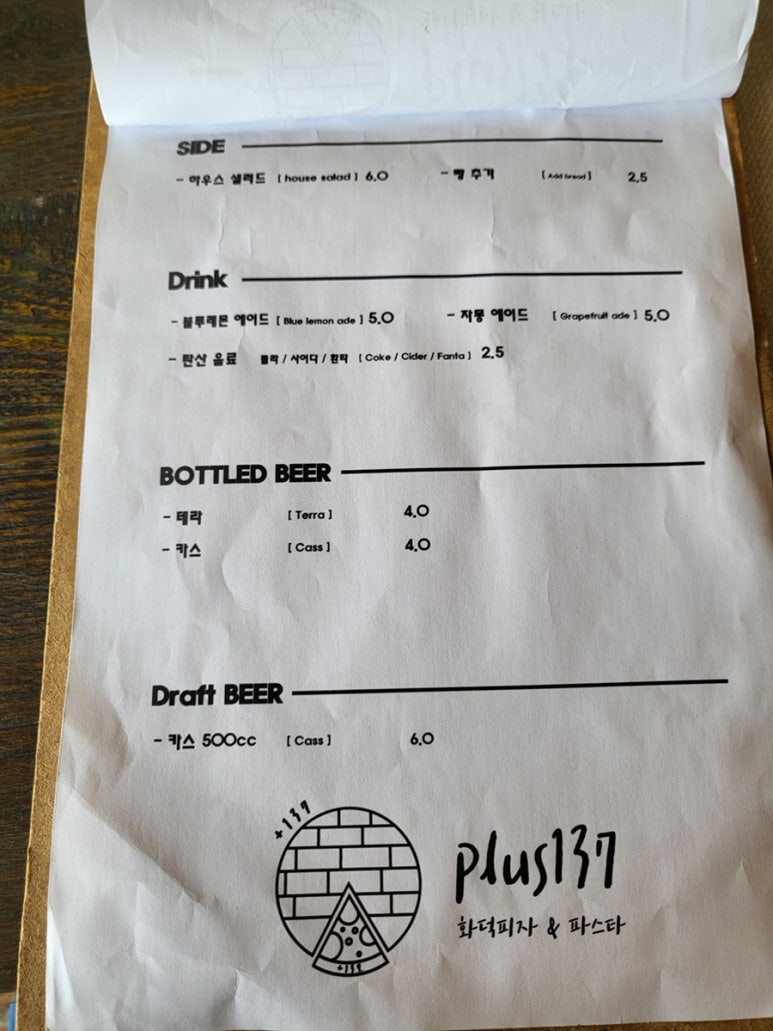 SIDE
- 하우스 샐러드 [ house salad ] 6.0 - 빵 추가 [ Add bread ] 2.5
Drink
- 블루레몬 에이드 [ Blue lemon ade ] 5.0 - 자몽 에이드 [ Grapefruit ade ] 5.0
- 탄산 음료 콜라 / 사이다 / 환타 [ Coke / Cider / Fanta ] 2.5
BOTTLED BEER
- 테라 [ Terra ] 4.0
- 카스 [ Cass ] 4.0
Draft BEER
- 카스 500cc [ Cass ] 6.0
+137
plus137
화덕피자 & 파스타
+137